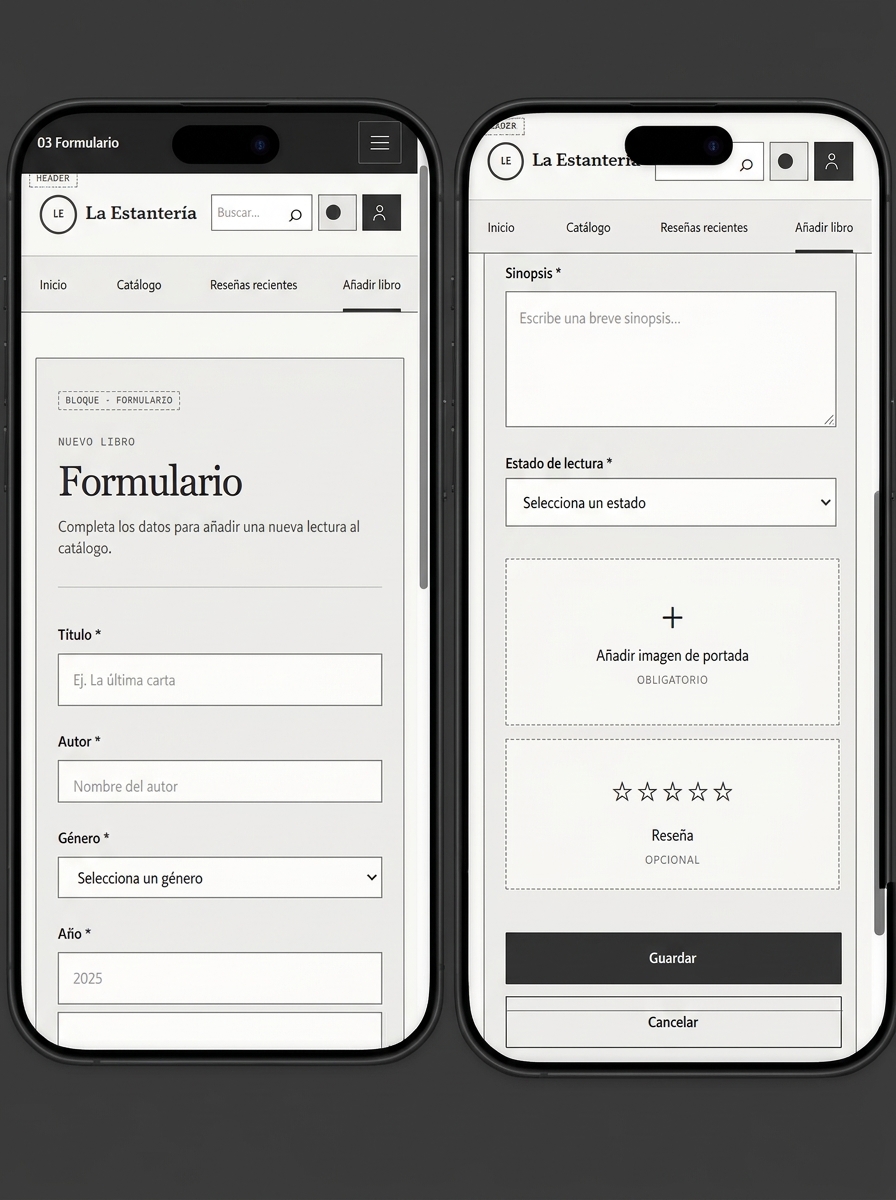 03 Formulario
HEADER
LE
La Estantería
Buscar...
Inicio
Catálogo
Reseñas recientes
Añadir libro
BLOQUE - FORMULARIO
NUEVO LIBRO
Formulario
Completa los datos para añadir una nueva lectura al
catálogo.
Título *
Ej. La última carta
Autor *
Nombre del autor
Género *
Selecciona un género
Año *
2025
LE
La Estantería
Inicio
Catálogo
Reseñas recientes
Añadir libro
Sinopsis *
Escribe una breve sinopsis...
Estado de lectura *
Selecciona un estado
Añadir imagen de portada
OBLIGATORIO
Reseña
OPCIONAL
Guardar
Cancelar